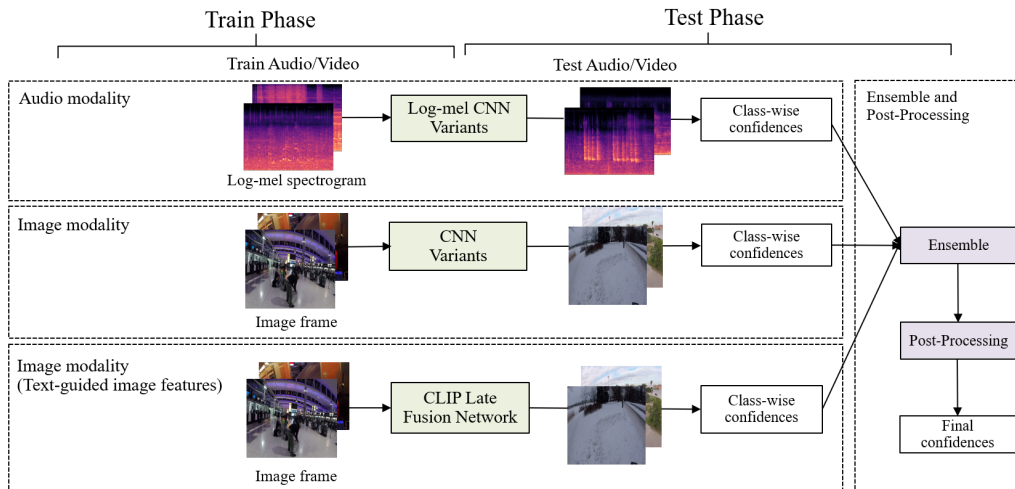 Train Phase
Test Phase
Train Audio/Video
Test Audio/Video
Audio modality
Log-mel CNN
Variants
Class-wise
confidences
Log-mel spectrogram
Ensemble and
Post-Processing
Image modality
CNN
Variants
Class-wise
confidences
Image frame
Ensemble
Post-Processing
Final
confidences
Image modality
(Text-guided image features)
CLIP Late
Fusion Network
Class-wise
confidences
Image frame